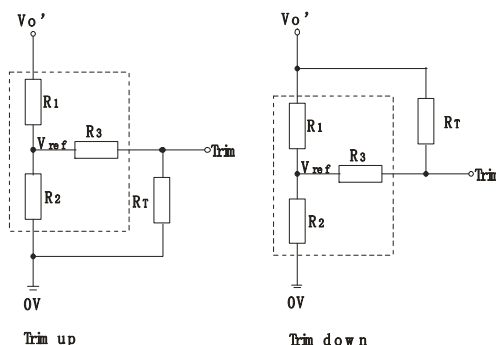 Vo'
R1
Vref
R3
Trim
R2
RT
0V
Trim up
Vo'
R1
RT
Vref
R3
Trim
R2
0V
Trim down